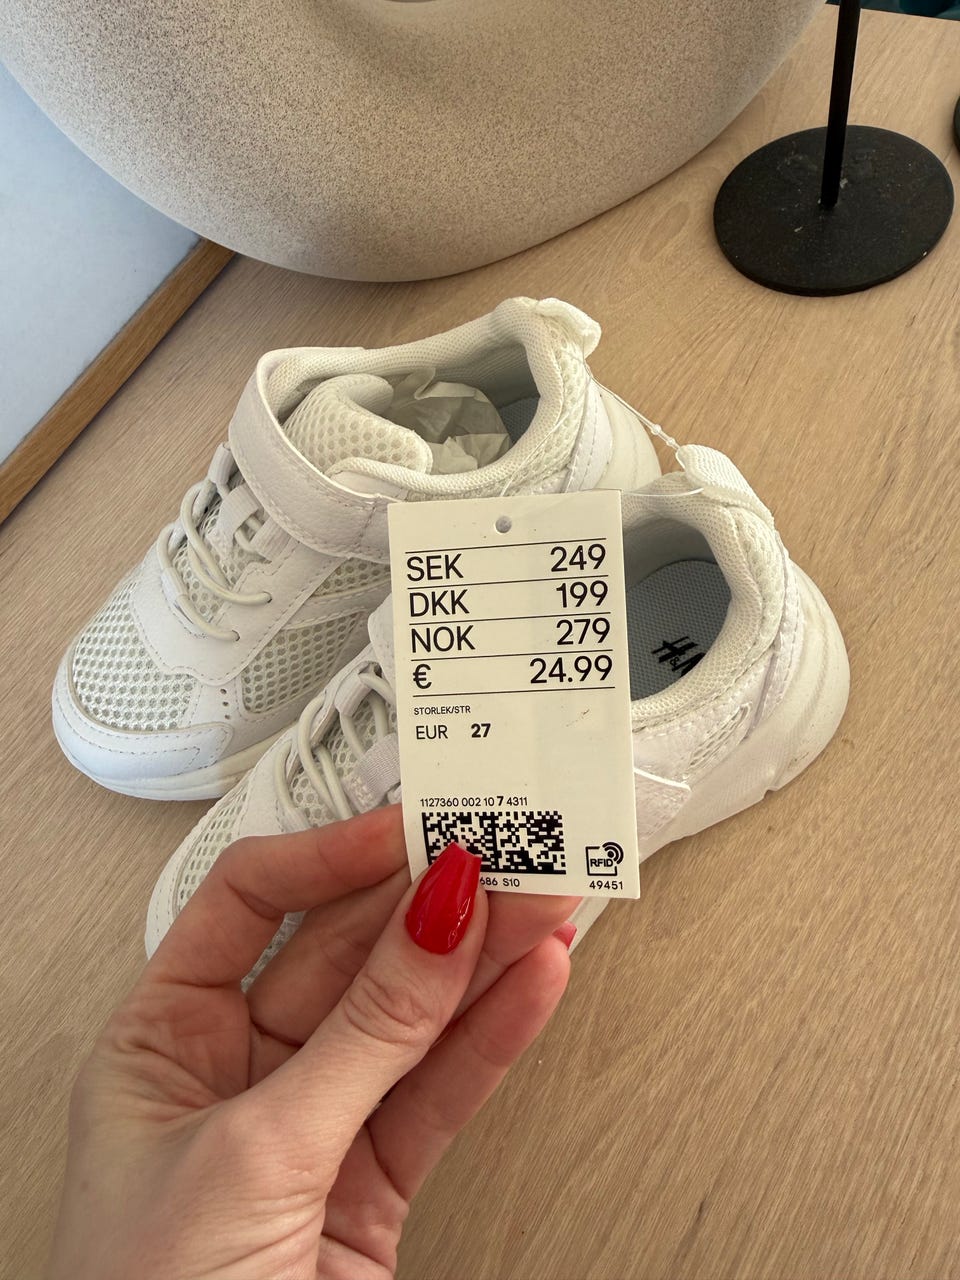 SEK 249
DKK 199
NOK 279
€ 24.99
STORLEK/STR
EUR 27
1127360 002 10 7 4311
686 S10
RFID
49451
H&M